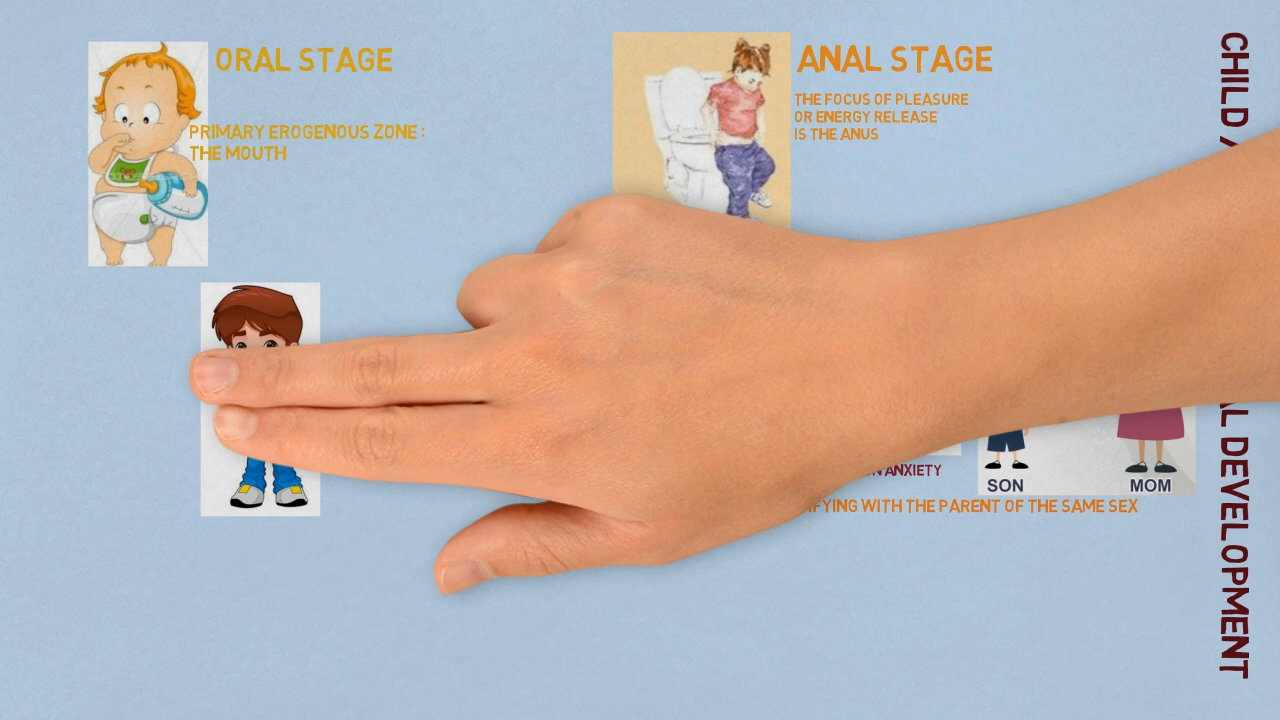 ORAL STAGE
PRIMARY EROGENOUS ZONE :
THE MOUTH
ANAL STAGE
THE FOCUS OF PLEASURE
OR ENERGY RELEASE
IS THE ANUS
ANXIETY
SON
MOM
WITH THE PARENT OF THE SAME SEX
CHILD
DEVELOPMENT